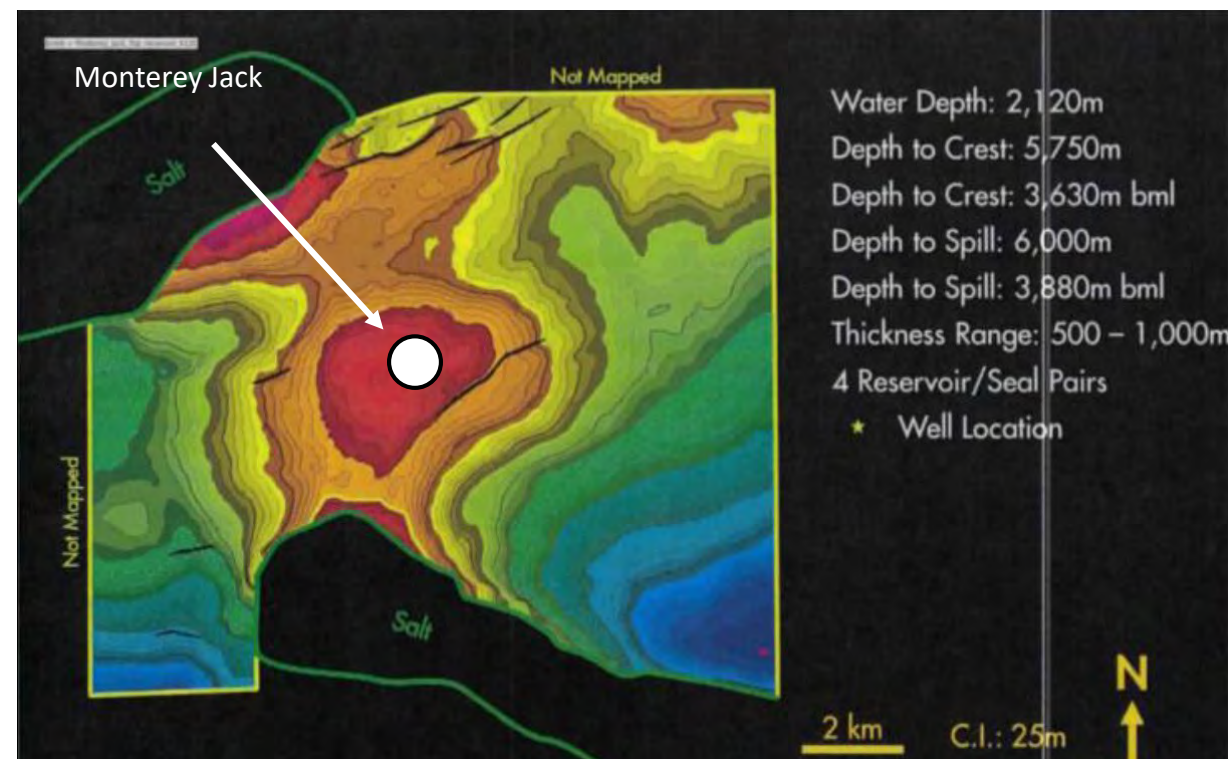 Monterey Jack
Not Mapped
Salt
Water Depth: 2,120m
Depth to Crest: 5,750m
Depth to Crest: 3,630m bml
Depth to Spill: 6,000m
Depth to Spill: 3,880m bml
Thickness Range: 500 – 1,000m
4 Reservoir/Seal Pairs
★ Well Location
Not Mapped
Salt
N
2 km
C.I.: 25m